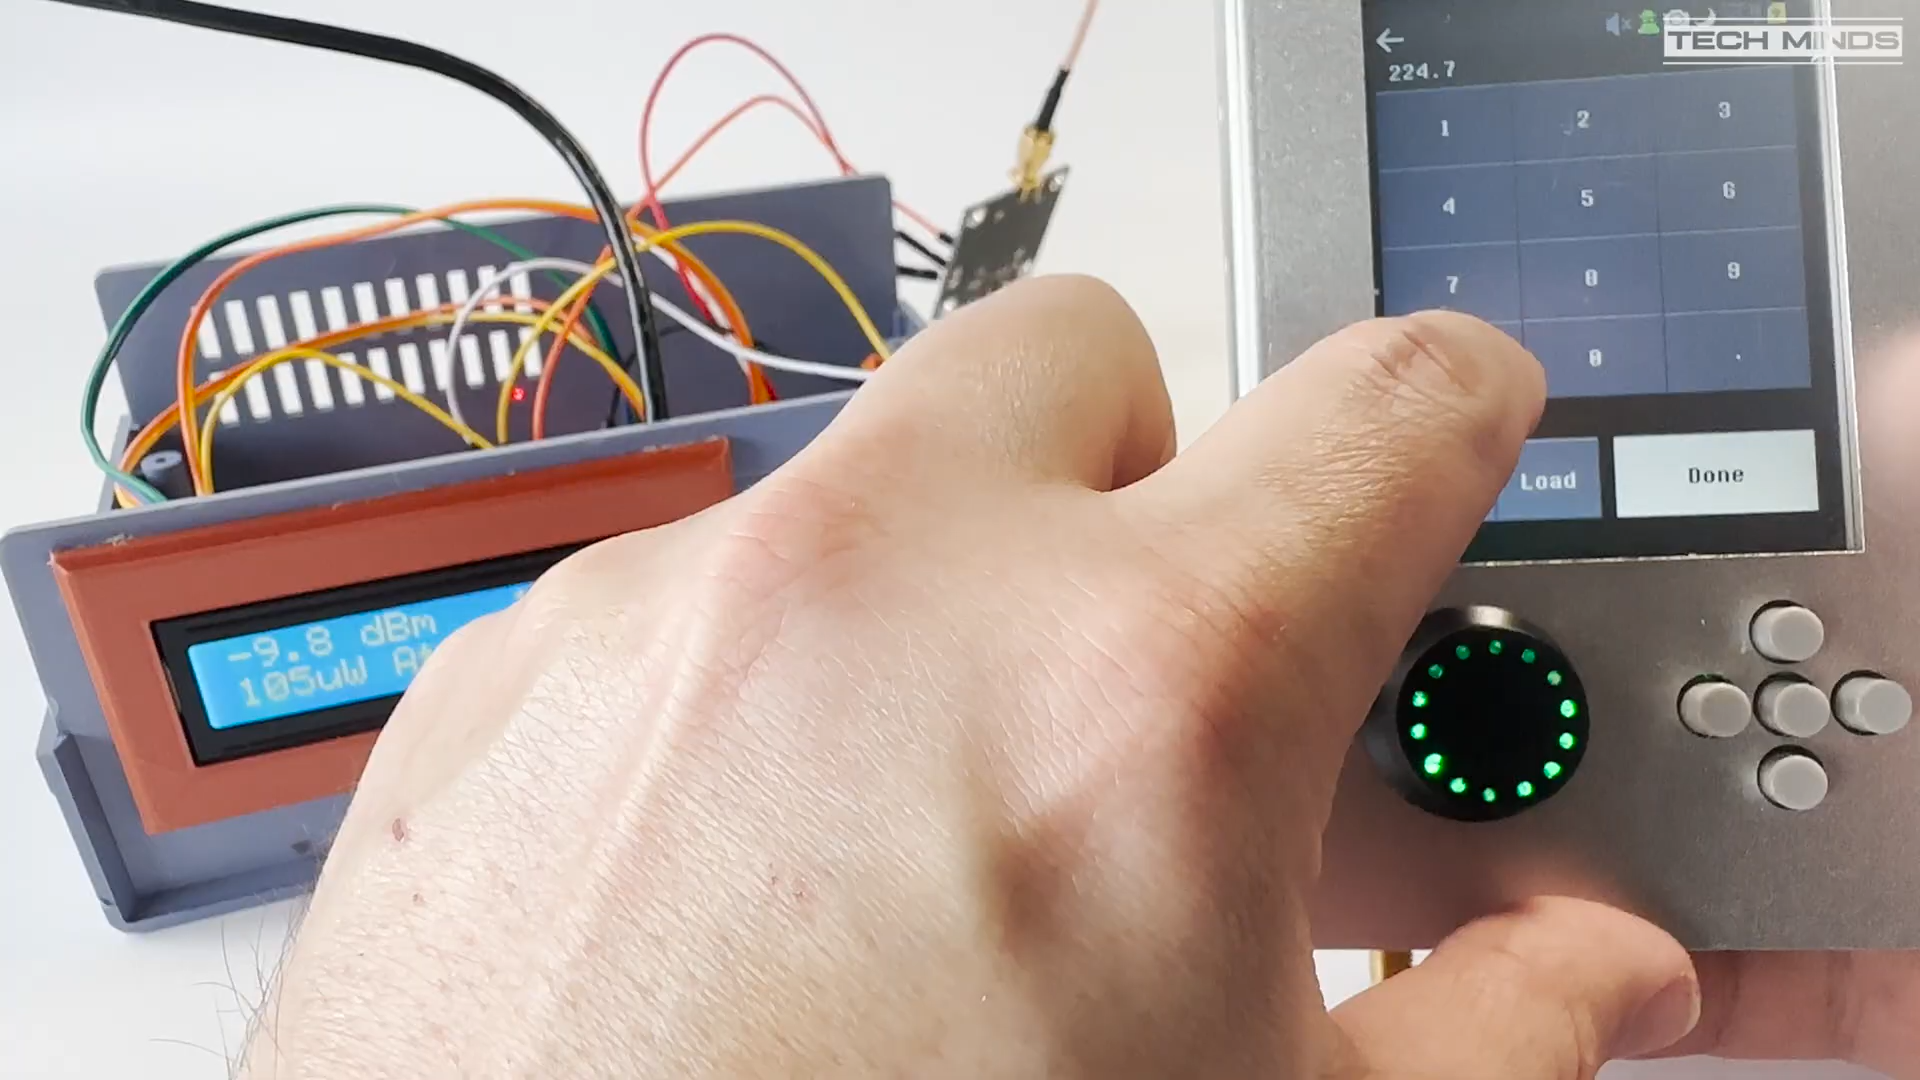 TECH MINDS
224.7
1 2 3
4 5 6
7 8 9
0 .
Load Done
-9.8 dBm
105uW